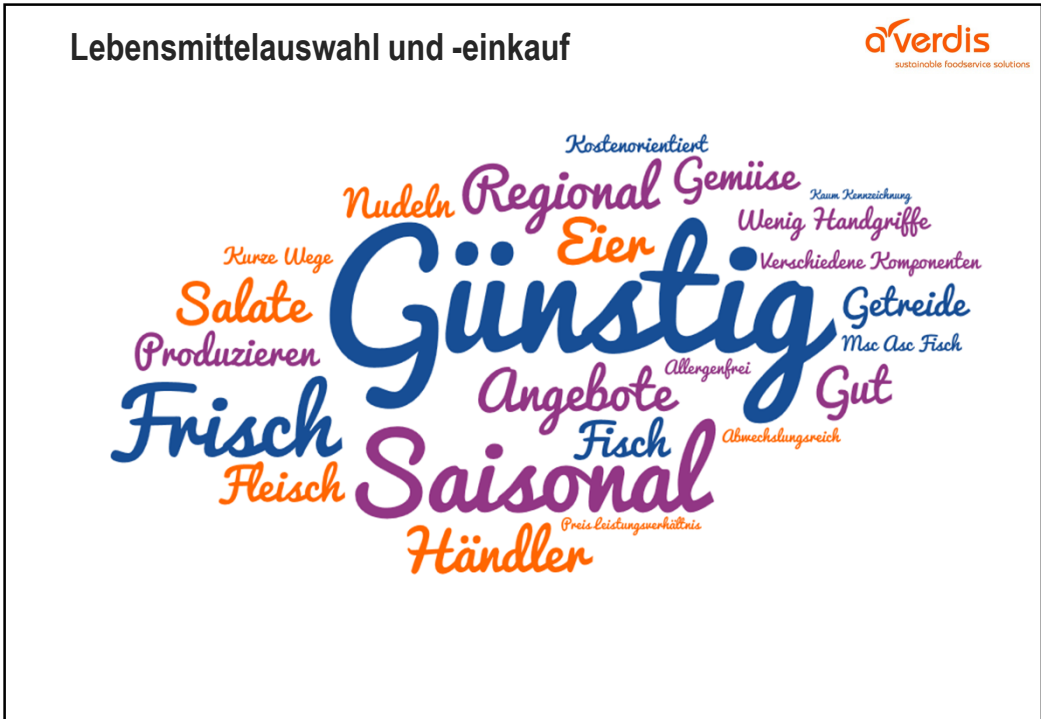 Lebensmittelauswahl und -einkauf
a'verdis
sustainable foodservice solutions
Kostenorientiert
Nudeln
Regional
Gemüse
Kaum Kennzeichnung
Wenig Handgriffe
Kurze Wege
Eier
Verschiedene Komponenten
Günstig
Salate
Getreide
Produzieren
Msc Asc Fisch
Allergenfrei
Angebote
Gut
Frisch
Fisch
Abwechslungsreich
Fleisch
Saisonal
Preis Leistungsverhältnis
Händler